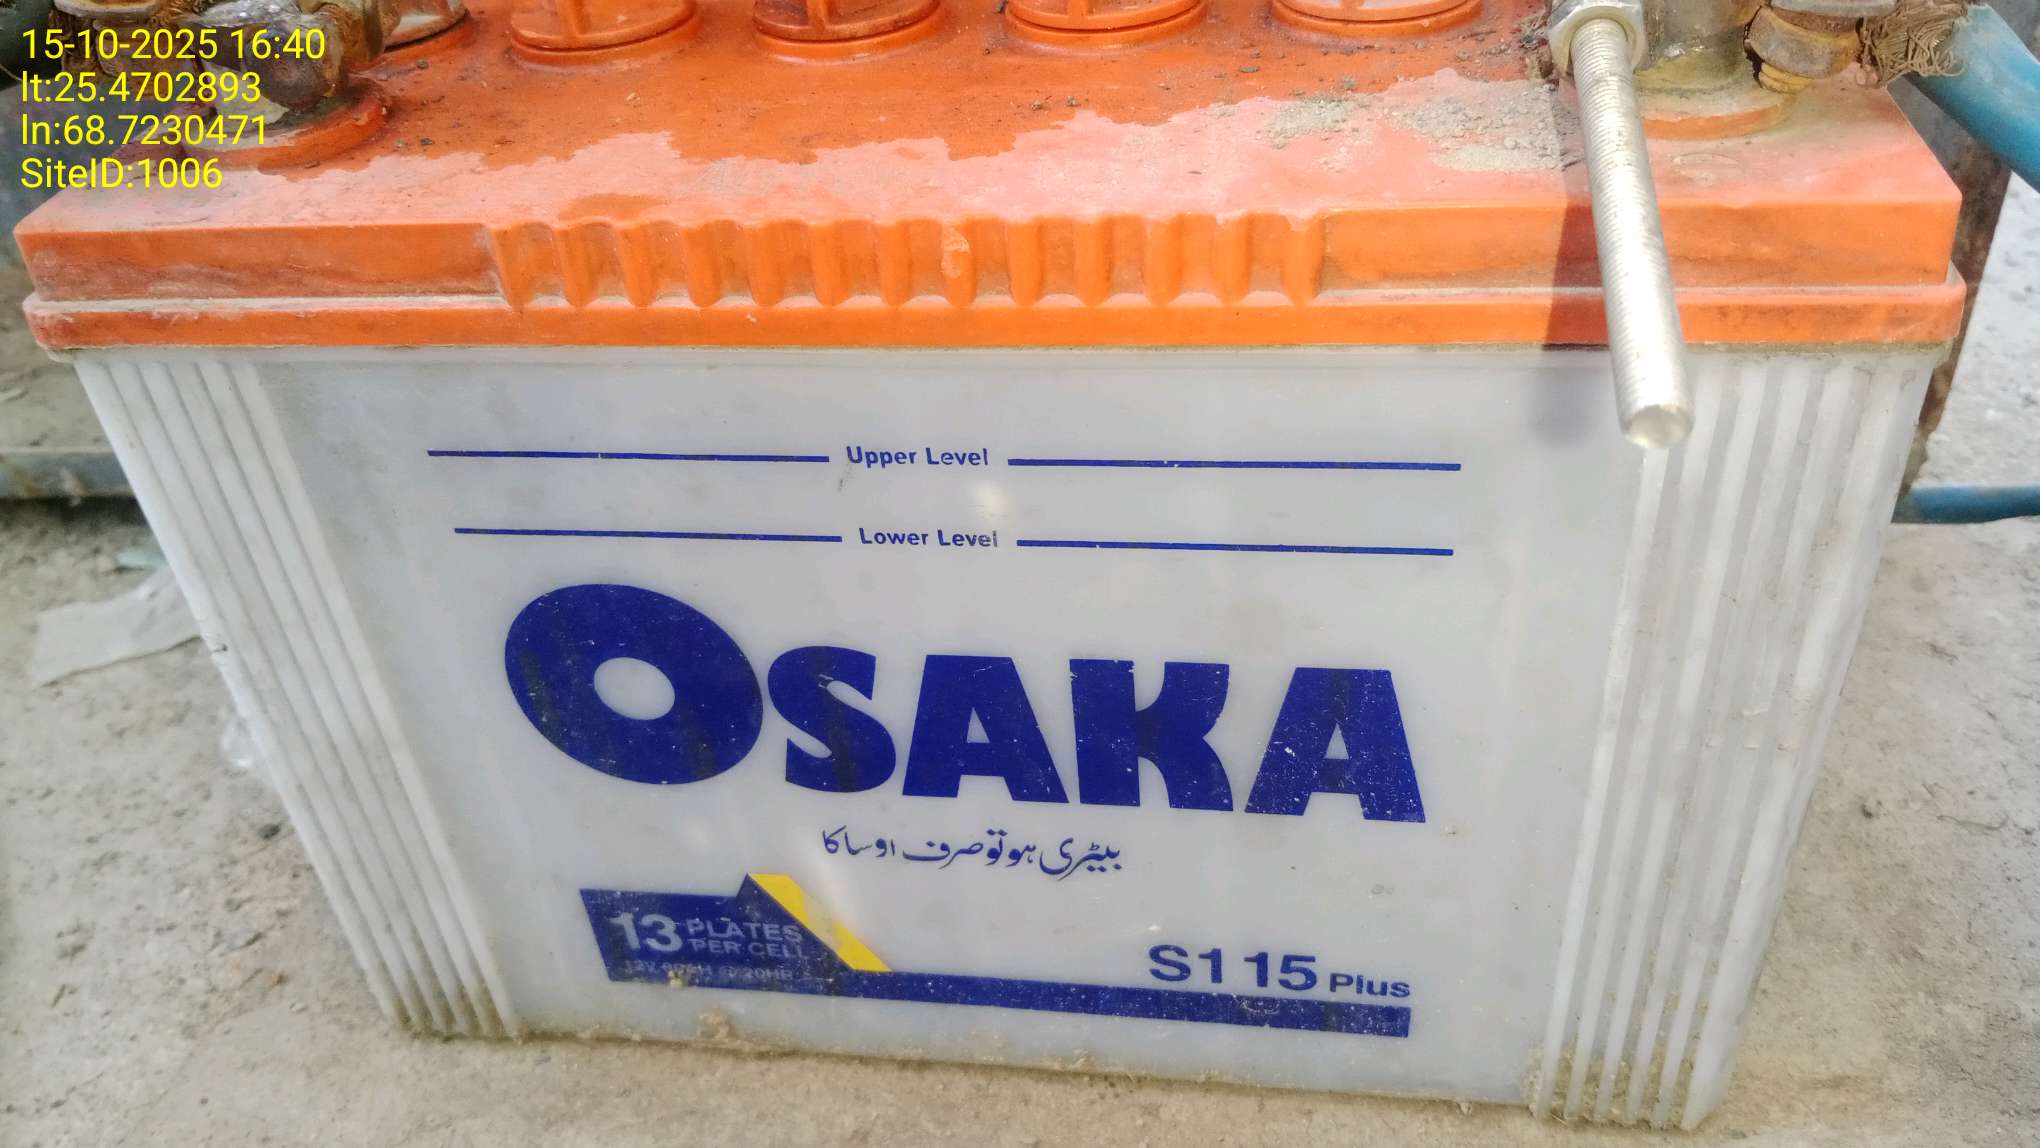 15-10-2025 16:40
lt:25.4702893
ln:68.7230471
SiteID:1006
Upper Level
Lower Level
OSAKA
بیٹری ہو تو صرف اوساکا
13 PLATES
PER CELL
20HR
S115 Plus